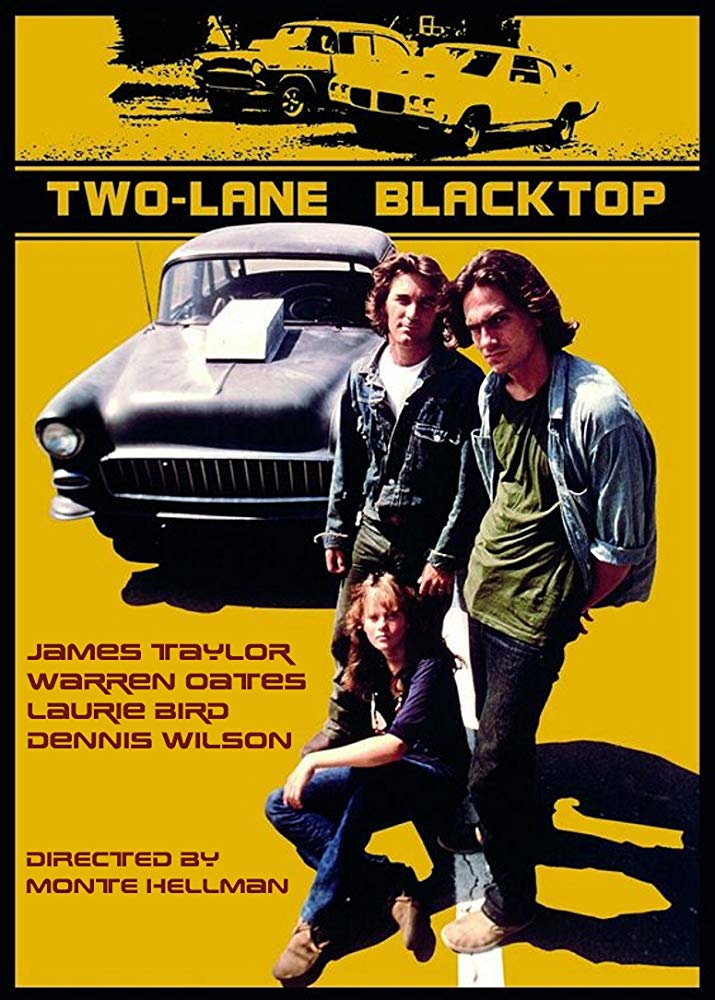 TWO-LANE BLACKTOP
JAMES TAYLOR
WARREN OATES
LAURIE BIRD
DENNIS WILSON
DIRECTED BY
MONTE HELLMAN